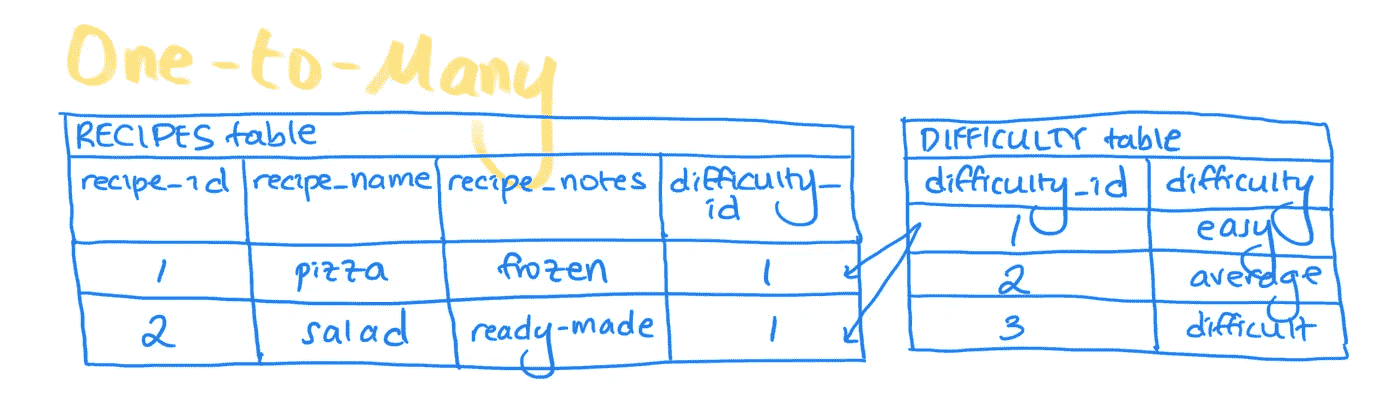 One-to-Many
RECIPES table
recipe_id recipe_name recipe_notes difficulty_id
1 pizza frozen 1
2 salad ready-made 1
DIFFICULTY table
difficulty_id difficulty
1 easy
2 average
3 difficult